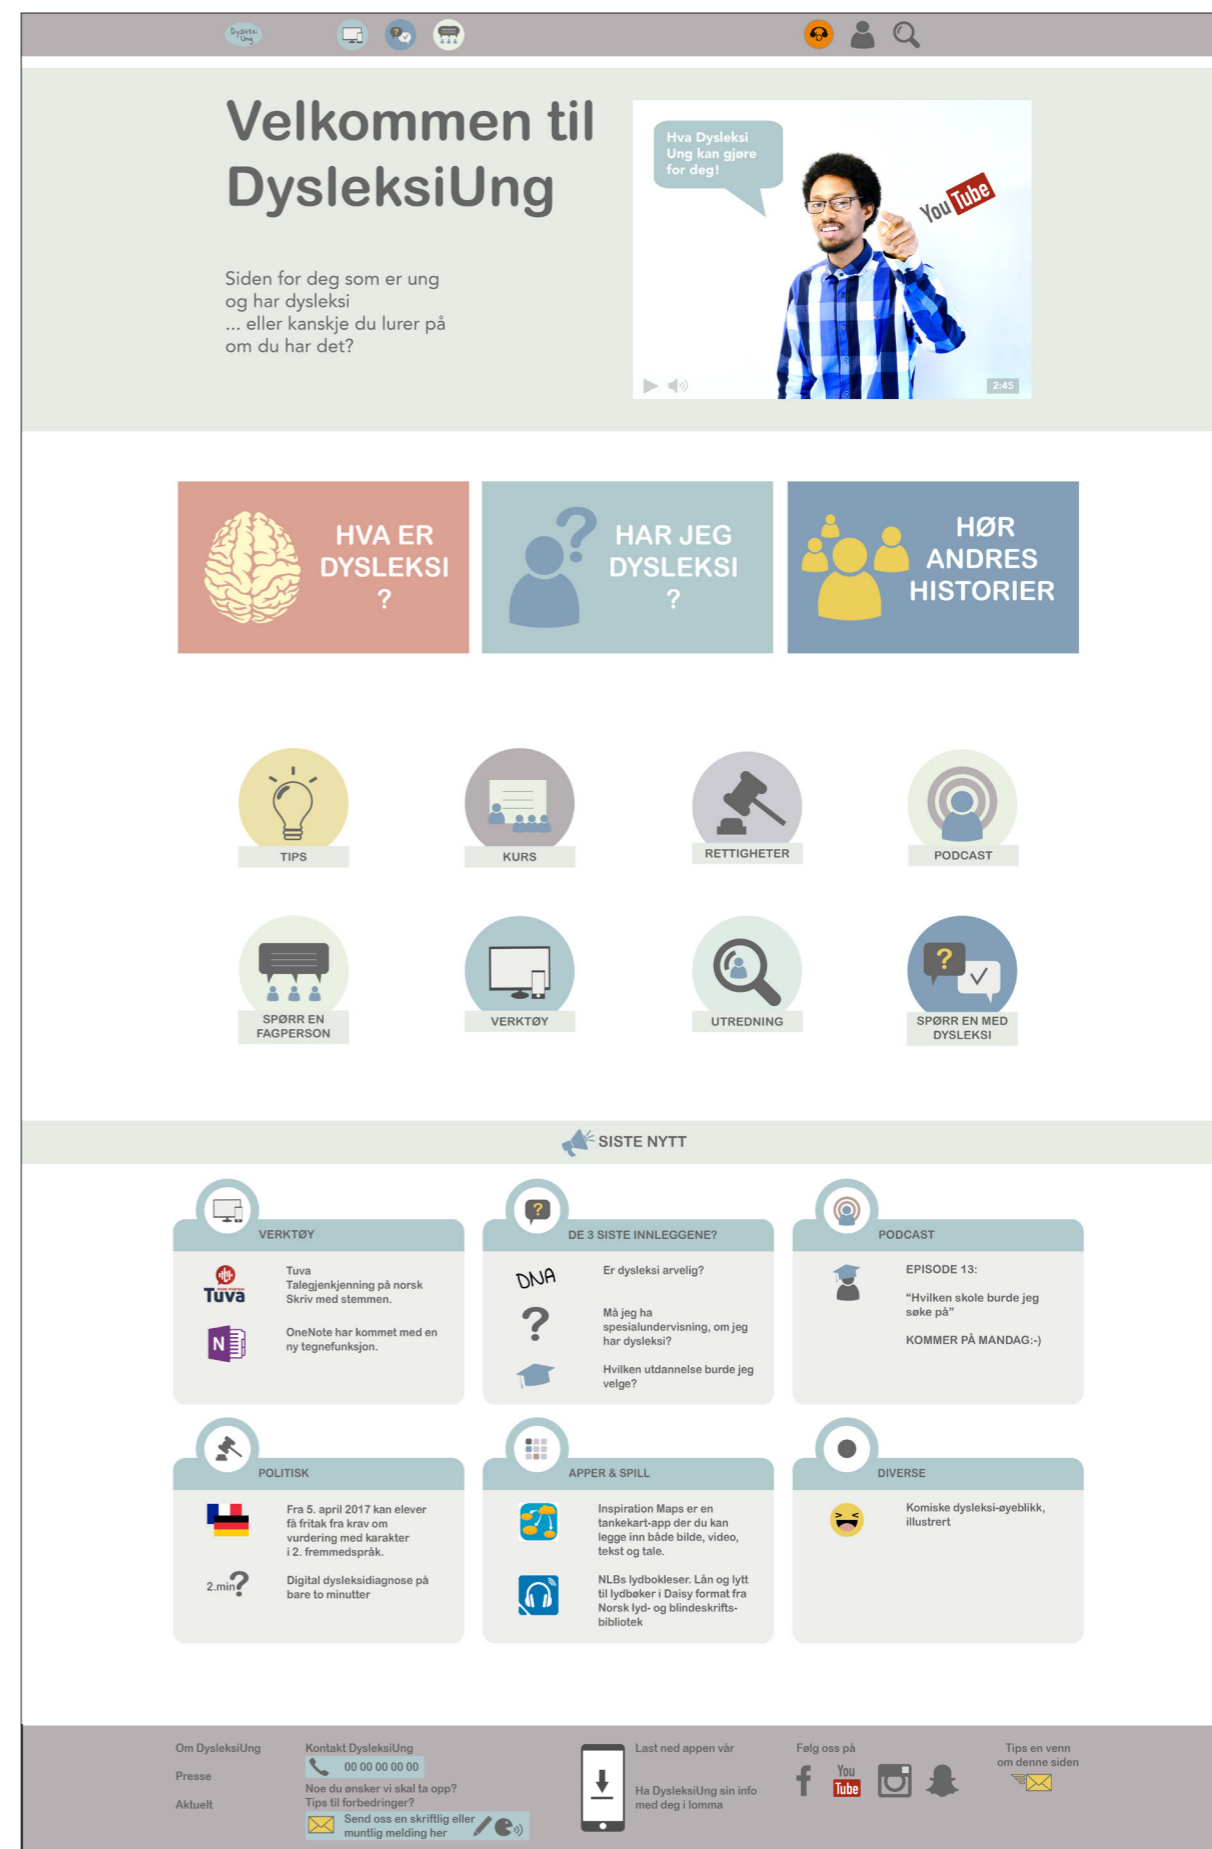 Dysleksi
Ung
Velkommen til
DysleksiUng
Siden for deg som er ung
og har dysleksi
... eller kanskje du lurer på
om du har det?
Hva Dysleksi
Ung kan gjøre
for deg!
YouTube
2:45
HVA ER
DYSLEKSI
?
HAR JEG
DYSLEKSI
?
HØR
ANDRES
HISTORIER
TIPS
KURS
RETTIGHETER
PODCAST
SPØRR EN
FAGPERSON
VERKTØY
UTREDNING
SPØRR EN MED
DYSLEKSI
SISTE NYTT
VERKTØY
Tuva
Tuva
Talegjenkjenning på norsk
Skriv med stemmen.
N
OneNote har kommet med en
ny tegnefunksjon.
DE 3 SISTE INNLEGGENE?
DNA
Er dysleksi arvelig?
?
Må jeg ha
spesialundervisning, om jeg
har dysleksi?
Hvilken utdannelse burde jeg
velge?
PODCAST
EPISODE 13:
"Hvilken skole burde jeg
søke på"
KOMMER PÅ MANDAG:-)
POLITISK
Fra 5. april 2017 kan elever
få fritak fra krav om
vurdering med karakter
i 2. fremmedspråk.
2.min?
Digital dysleksidiagnose på
bare to minutter
APPER & SPILL
Inspiration Maps er en
tankekart-app der du kan
legge inn både bilde, video,
tekst og tale.
NLBs lydbokleser. Lån og lytt
til lydbøker i Daisy format fra
Norsk lyd- og blindeskrifts-
bibliotek
DIVERSE
Komiske dysleksi-øyeblikk,
illustrert
Om DysleksiUng
Presse
Aktuelt
Kontakt DysleksiUng
00 00 00 00 00
Noe du ønsker vi skal ta opp?
Tips til forbedringer?
Send oss en skriftlig eller
muntlig melding her
Last ned appen vår
Ha DysleksiUng sin info
med deg i lomma
Følg oss på
f
You
Tube
Tips en venn
om denne siden